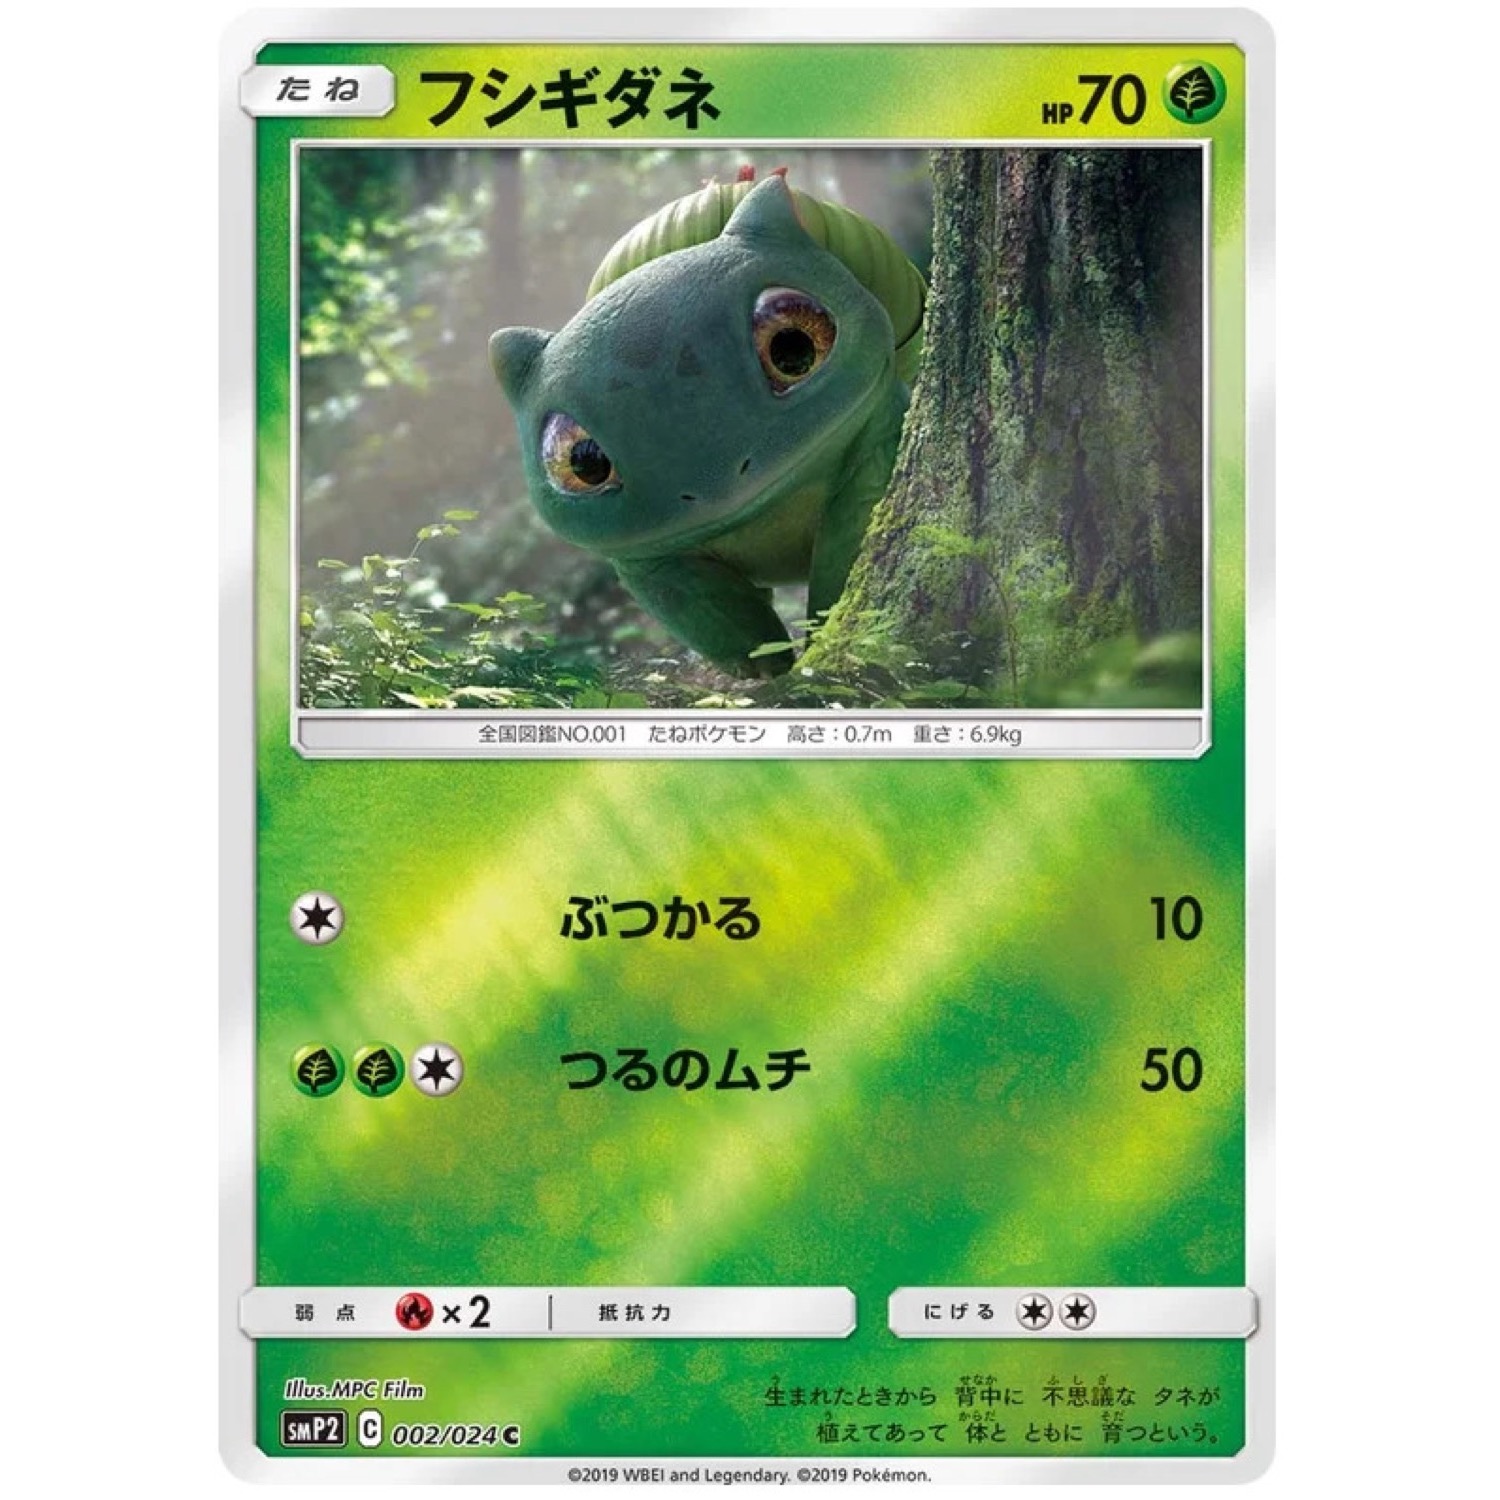 たね フシギダネ HP70
全国図鑑NO.001 たねポケモン 高さ:0.7m 重さ:6.9kg
ぶつかる 10
つるのムチ 50
弱点 ×2 抵抗力 にげる
Illus.MPC Film
生まれたときから 背中に 不思議な タネが
植えてあって 体と ともに 育つという。
SMP2 C 002/024 C
©2019 WBEI and Legendary. ©2019 Pokémon.